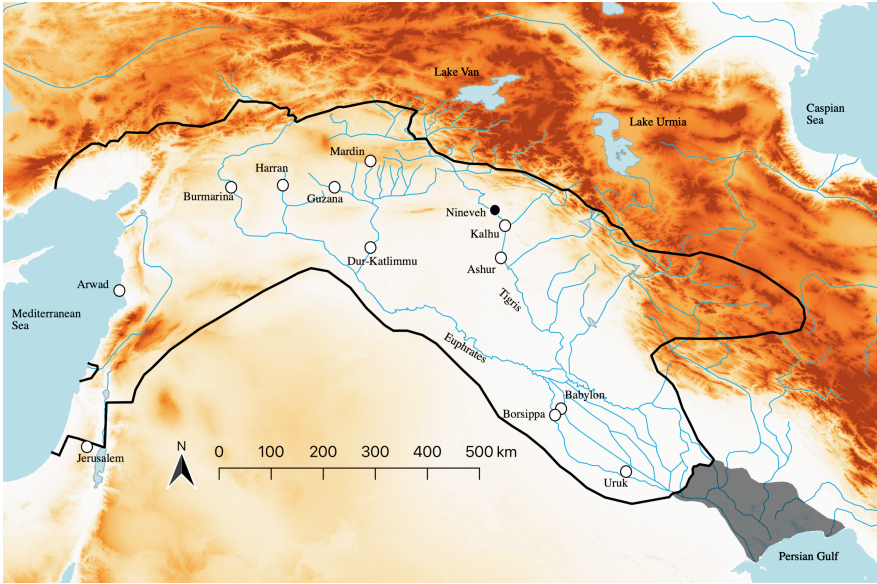 Lake Van
Caspian
Sea
Lake Urmia
Mardin
Harran
Burmarina
Guzana
Nineveh
Kalhu
Dur-Katlimmu
Ashur
Arwad
Tigris
Mediterranean
Sea
Euphrates
Babylon
Borsippa
N
0 100 200 300 400 500 km
Jerusalem
Uruk
Persian Gulf